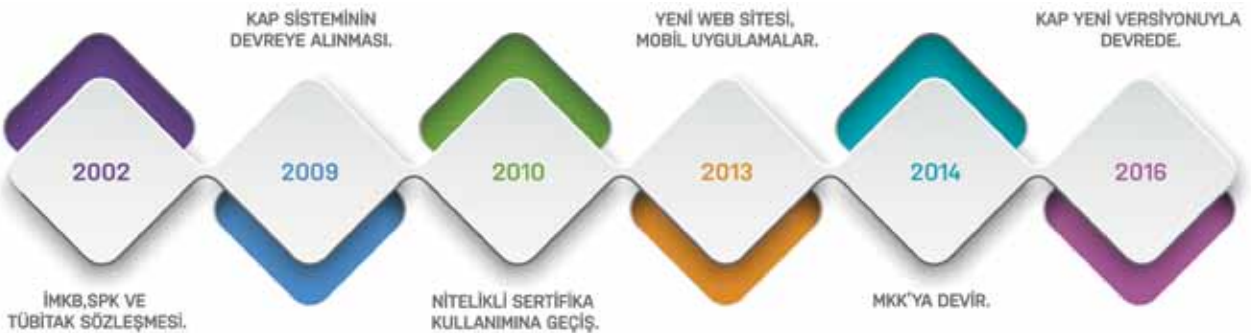 KAP SİSTEMİNİN
DEVREYE ALINMASI.
YENİ WEB SİTESİ,
MOBİL UYGULAMALAR.
KAP YENİ VERSİYONUYLA
DEVREDE.
2002
2009
2010
2013
2014
2016
İMKB,SPK VE
TÜBİTAK SÖZLEŞMESİ.
NİTELİKLİ SERTİFİKA
KULLANIMINA GEÇİŞ.
MKK'YA DEVİR.